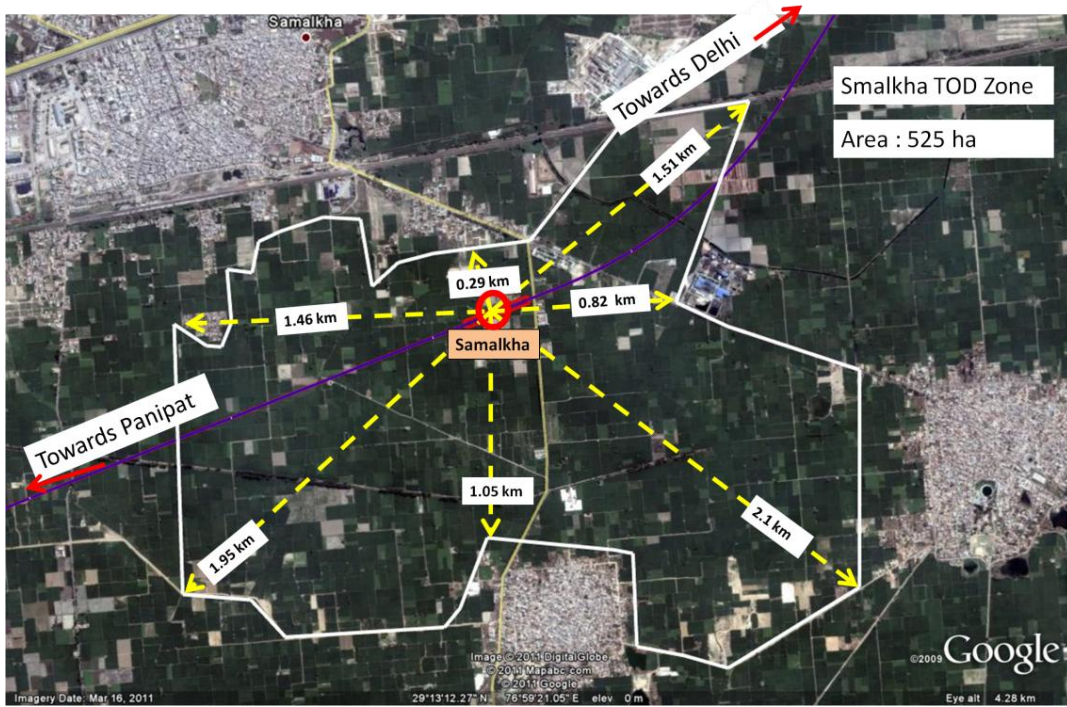 Samalkha
Towards Delhi
Smalkha TOD Zone
Area : 525 ha
1.51 km
0.29 km
0.82 km
1.46 km
Samalkha
Towards Panipat
1.05 km
2.1 km
1.95 km
Image © 2011 DigitalGlobe
© 2011 Mapabc.com
© 2011 Google
©2009 Google
Imagery Date: Mar 16, 2011 29°13'12.27" N 76°59'21.05" E elev 0 m Eye alt 4.28 km